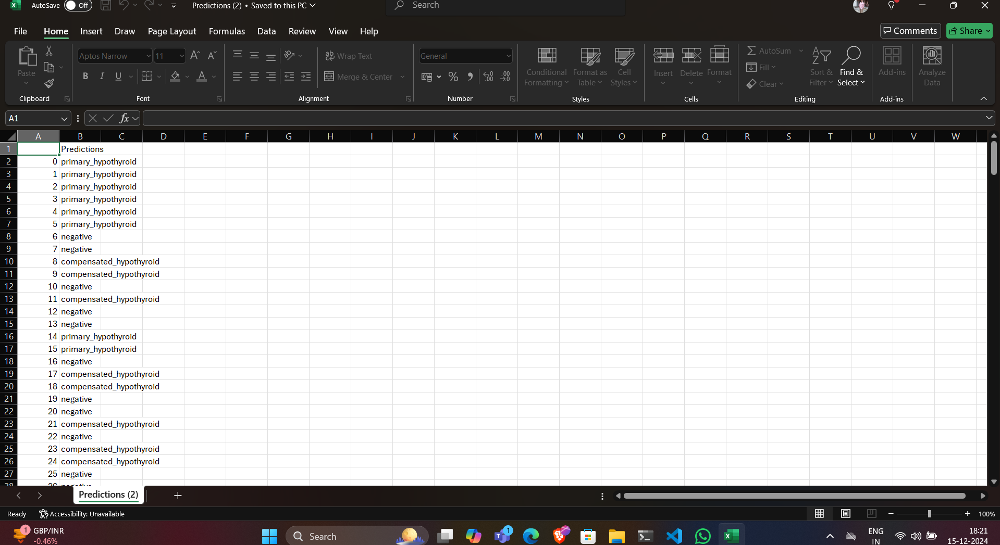 AutoSave Off Predictions (2) • Saved to this PC Search
File Home Insert Draw Page Layout Formulas Data Review View Help Comments Share
Paste Aptos Narrow 11 Wrap Text General Conditional Formatting Format as Table Cell Styles Insert Delete Format AutoSum Fill Clear Sort & Filter Find & Select Add-ins Analyze Data
B I U Merge & Center
Clipboard Font Alignment Number Styles Cells Editing Add-ins
A1 fx
A B C D E F G H I J K L M N O P Q R S T U V W
1 Predictions
2 0 primary_hypothyroid
3 1 primary_hypothyroid
4 2 primary_hypothyroid
5 3 primary_hypothyroid
6 4 primary_hypothyroid
7 5 primary_hypothyroid
8 6 negative
9 7 negative
10 8 compensated_hypothyroid
11 9 compensated_hypothyroid
12 10 negative
13 11 compensated_hypothyroid
14 12 negative
15 13 negative
16 14 primary_hypothyroid
17 15 primary_hypothyroid
18 16 negative
19 17 compensated_hypothyroid
20 18 compensated_hypothyroid
21 19 negative
22 20 negative
23 21 compensated_hypothyroid
24 22 negative
25 23 compensated_hypothyroid
26 24 compensated_hypothyroid
27 25 negative
Predictions (2)
Ready Accessibility: Unavailable 100%
1 GBP/INR
-0.46%
Search
1
ENG
IN
18:21
15-12-2024